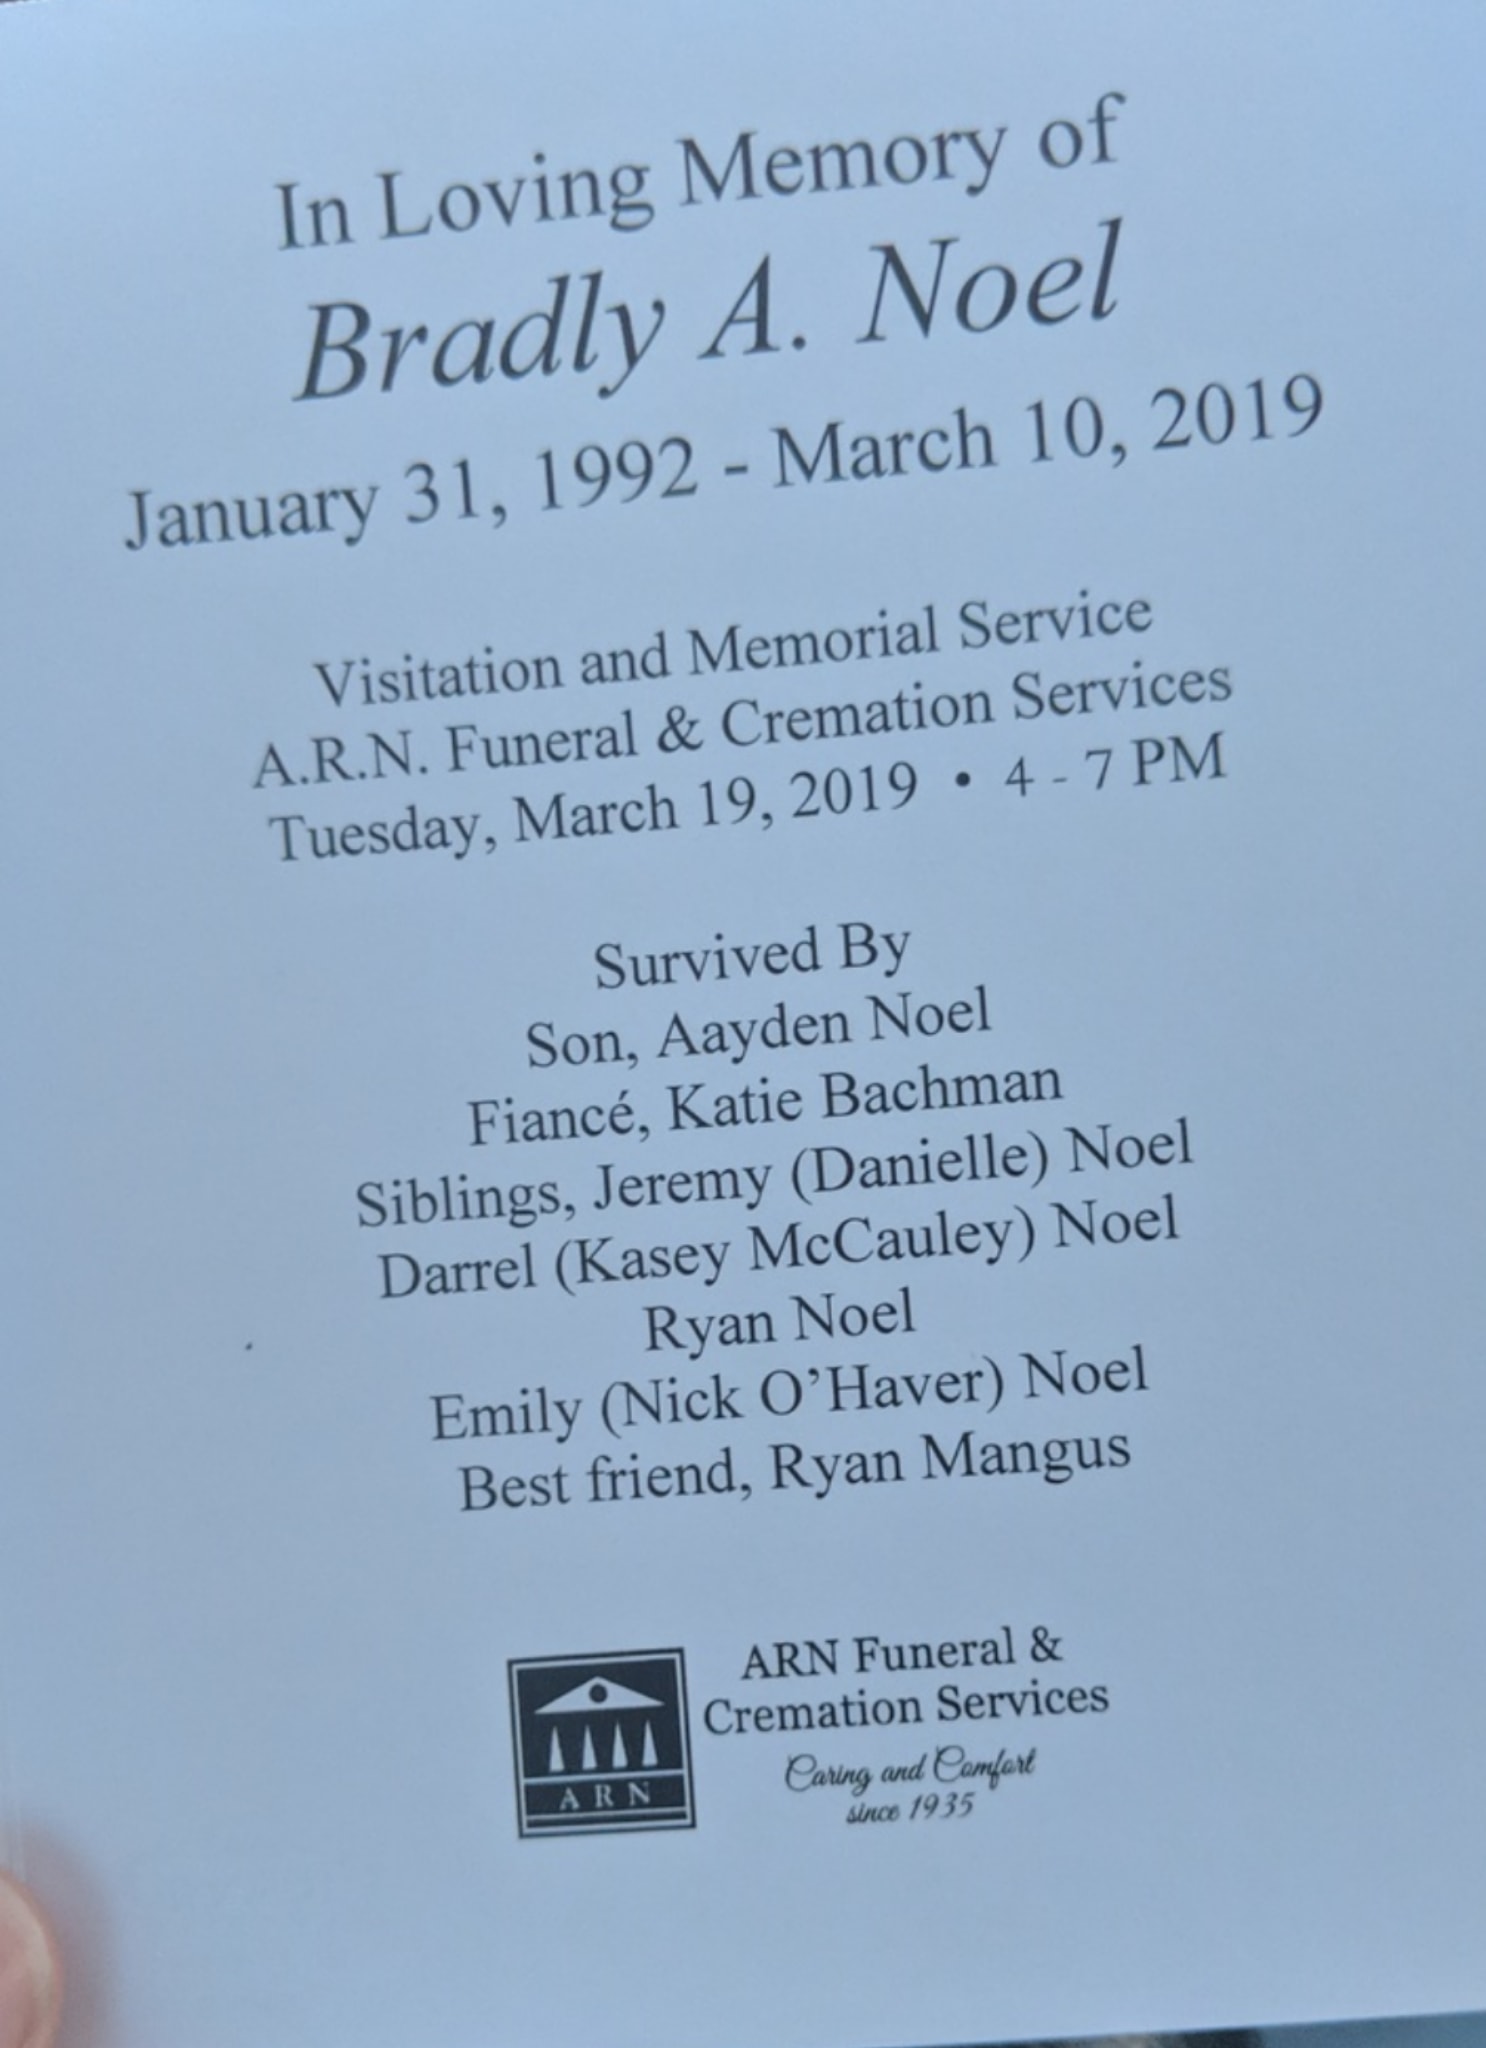 In Loving Memory of
Bradly A. Noel
January 31, 1992 - March 10, 2019
Visitation and Memorial Service
A.R.N. Funeral & Cremation Services
Tuesday, March 19, 2019 • 4 - 7 PM
Survived By
Son, Aayden Noel
Fiancé, Katie Bachman
Siblings, Jeremy (Danielle) Noel
Darrel (Kasey McCauley) Noel
Ryan Noel
Emily (Nick O’Haver) Noel
Best friend, Ryan Mangus
ARN
ARN Funeral &
Cremation Services
Caring and Comfort
since 1935